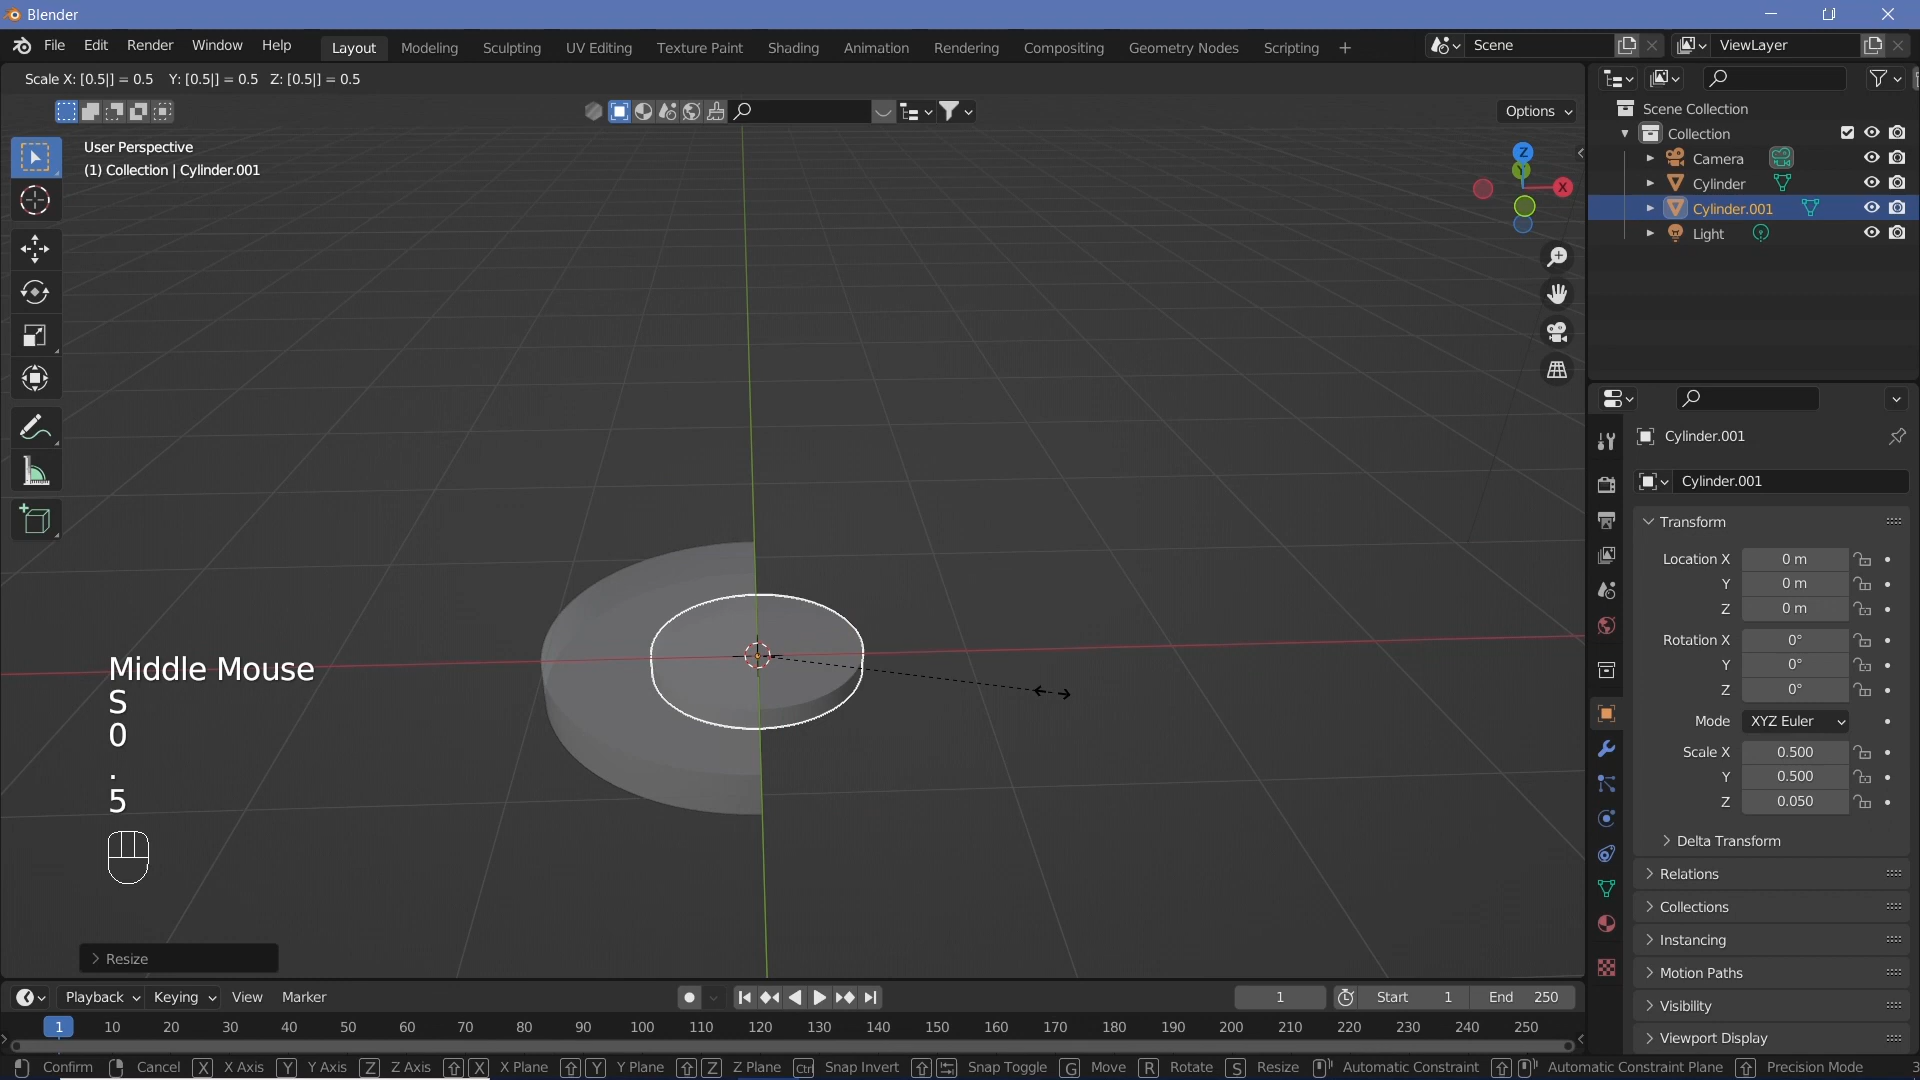 Blender
File Edit Render Window Help Layout Modeling Sculpting UV Editing Texture Paint Shading Animation Rendering Compositing Geometry Nodes Scripting + Scene ViewLayer
Scale X: [0.5|] = 0.5 Y: [0.5|] = 0.5 Z: [0.5|] = 0.5
Options
User Perspective
(1) Collection | Cylinder.001
Z
Y
X
Scene Collection
Collection
Camera
Cylinder
Cylinder.001
Light
Cylinder.001
Cylinder.001
Transform
Location X 0 m
Y 0 m
Z 0 m
Rotation X 0°
Y 0°
Z 0°
Mode XYZ Euler
Scale X 0.500
Y 0.500
Z 0.050
Delta Transform
Relations
Collections
Instancing
Motion Paths
Visibility
Viewport Display
Middle Mouse
S
0
.
5
Resize
Playback Keying View Marker 1 Start 1 End 250
1 10 20 30 40 50 60 70 80 90 100 110 120 130 140 150 160 170 180 190 200 210 220 230 240 250
Confirm Cancel X X Axis Y Y Axis Z Z Axis X X Plane Y Y Plane Z Z Plane Ctrl Snap Invert Snap Toggle G Move R Rotate S Resize Automatic Constraint Automatic Constraint Plane Precision Mode